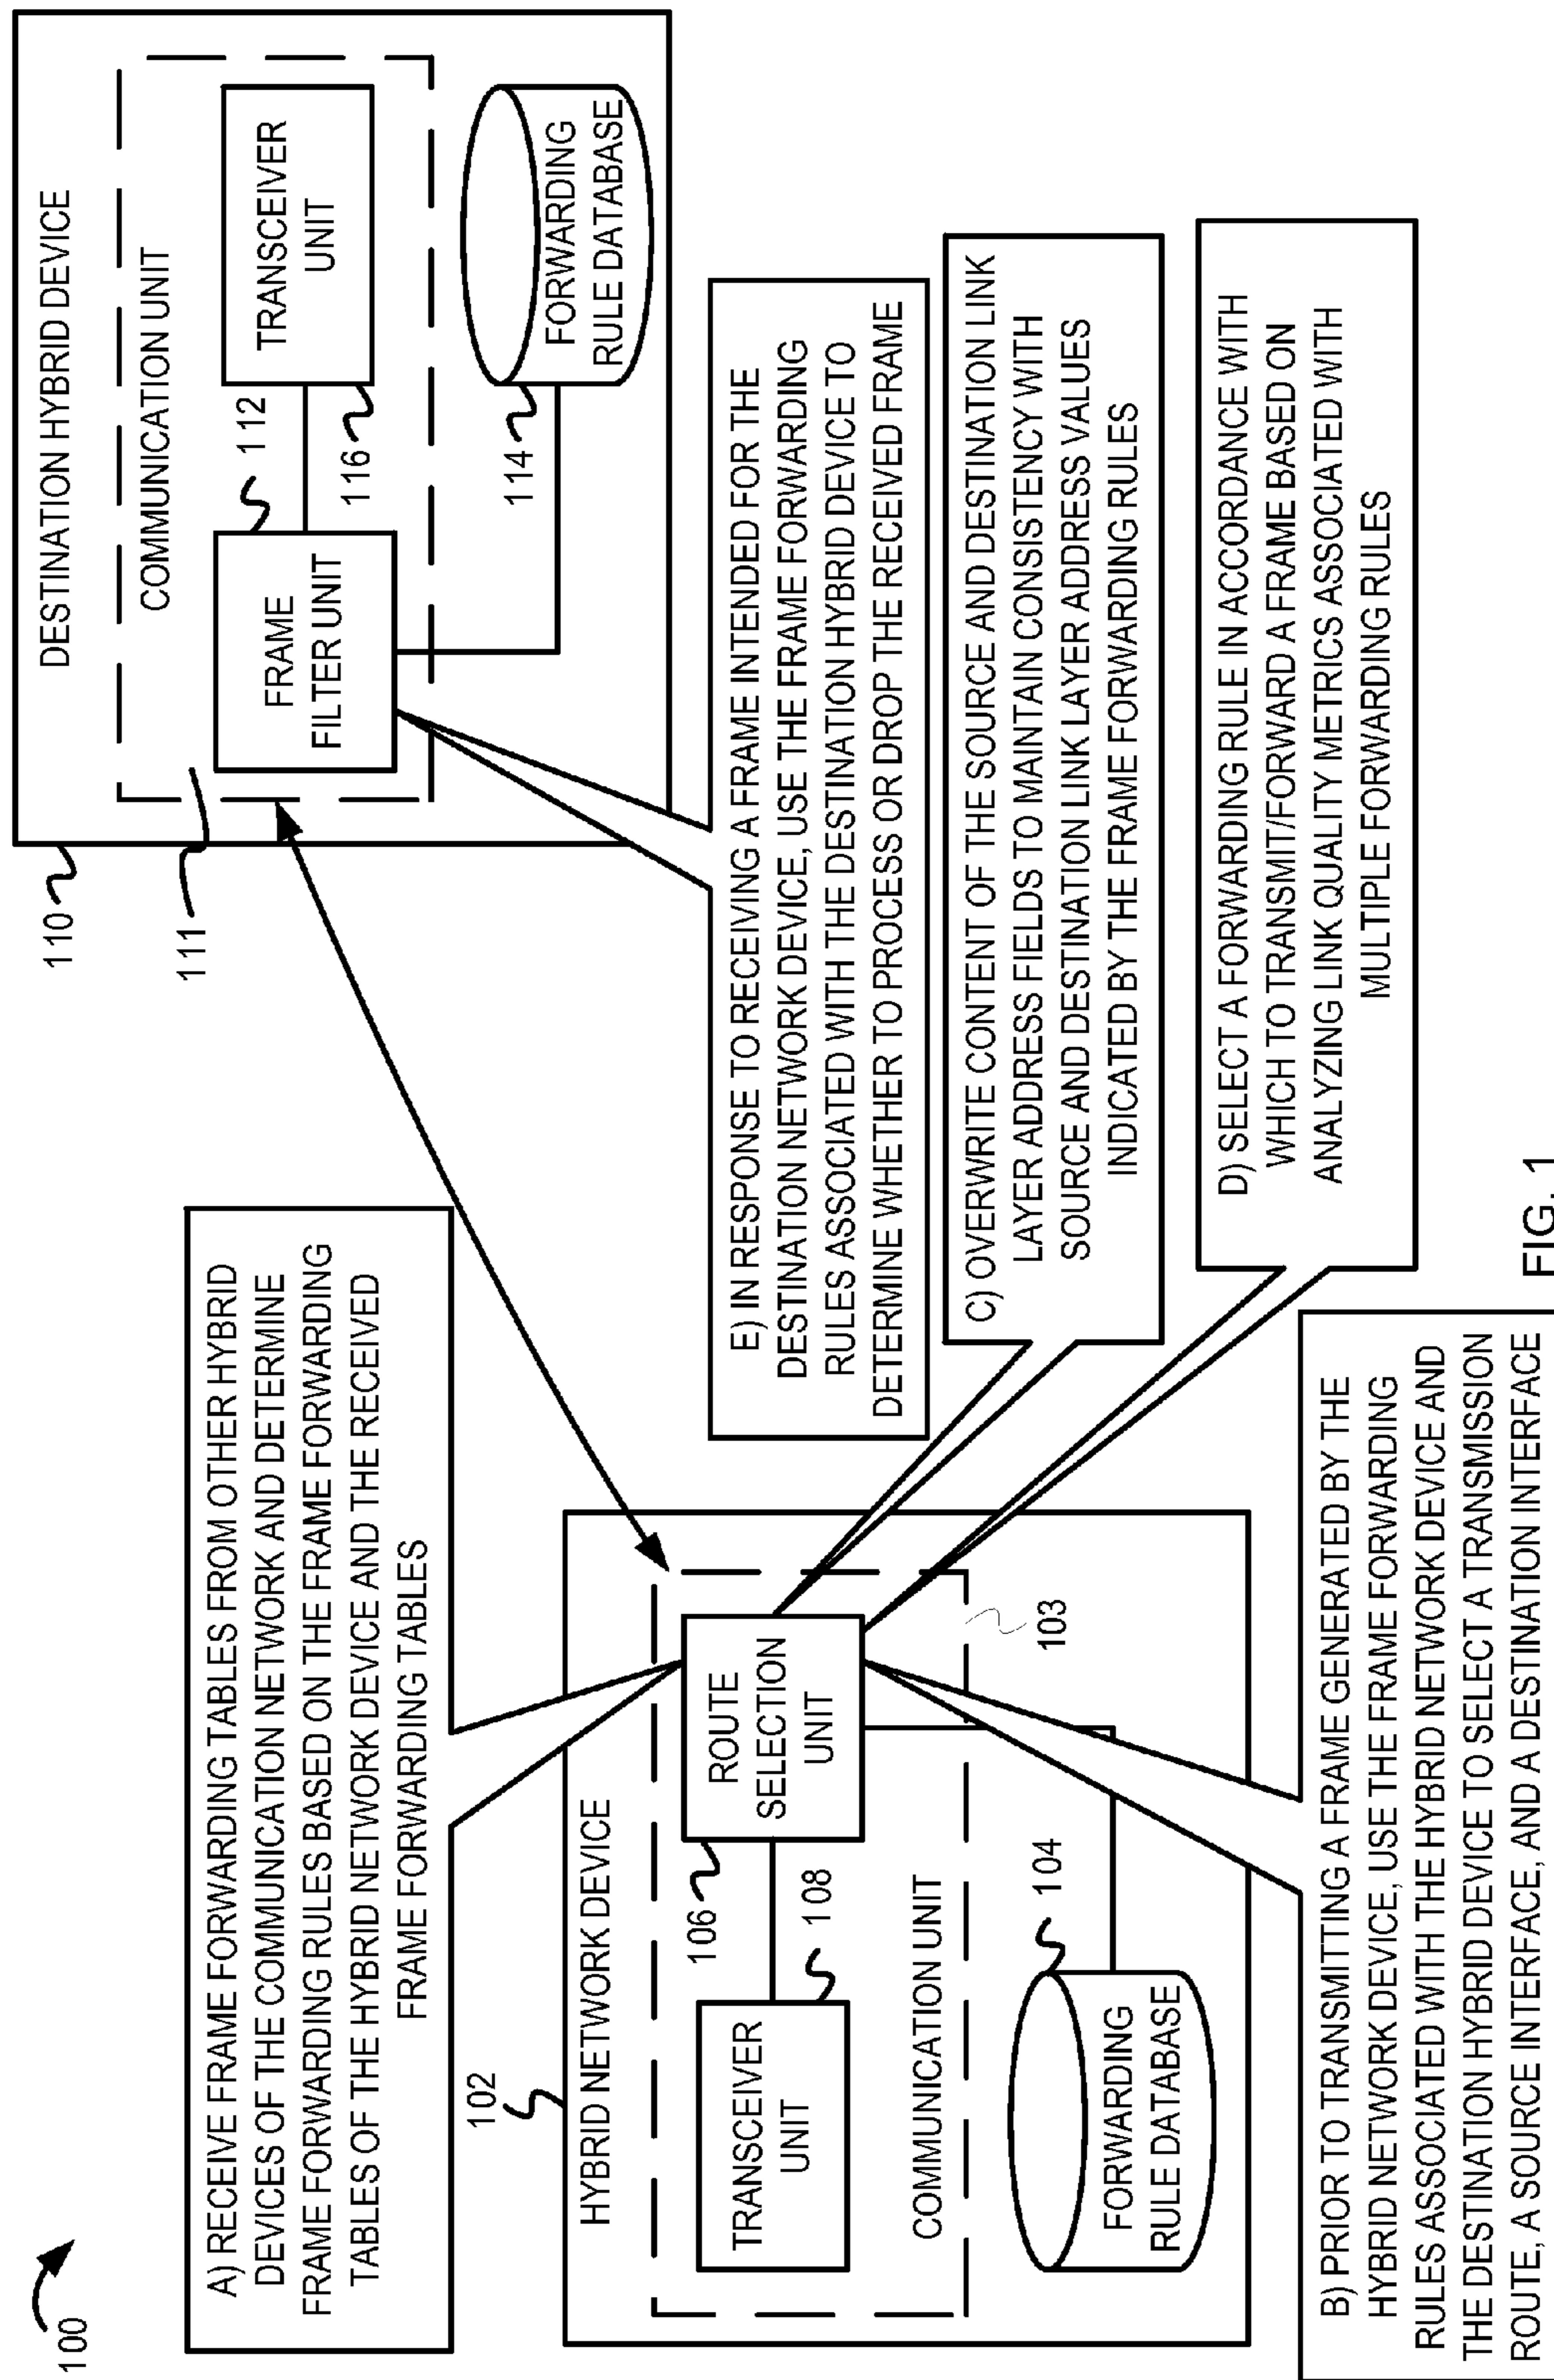 100
A) RECEIVE FRAME FORWARDING TABLES FROM OTHER HYBRID
DEVICES OF THE COMMUNICATION NETWORK AND DETERMINE
FRAME FORWARDING RULES BASED ON THE FRAME FORWARDING
TABLES OF THE HYBRID NETWORK DEVICE AND THE RECEIVED
FRAME FORWARDING TABLES
102
HYBRID NETWORK DEVICE
TRANSCEIVER
UNIT
108
106
ROUTE
SELECTION
UNIT
COMMUNICATION UNIT
103
104
FORWARDING
RULE DATABASE
B) PRIOR TO TRANSMITTING A FRAME GENERATED BY THE
HYBRID NETWORK DEVICE, USE THE FRAME FORWARDING
RULES ASSOCIATED WITH THE HYBRID NETWORK DEVICE AND
THE DESTINATION HYBRID DEVICE TO SELECT A TRANSMISSION
ROUTE, A SOURCE INTERFACE, AND A DESTINATION INTERFACE
110
111
DESTINATION HYBRID DEVICE
COMMUNICATION UNIT
FRAME
FILTER UNIT
112
TRANSCEIVER
UNIT
116
114
FORWARDING
RULE DATABASE
E) IN RESPONSE TO RECEIVING A FRAME INTENDED FOR THE
DESTINATION NETWORK DEVICE, USE THE FRAME FORWARDING
RULES ASSOCIATED WITH THE DESTINATION HYBRID DEVICE TO
DETERMINE WHETHER TO PROCESS OR DROP THE RECEIVED FRAME
C) OVERWRITE CONTENT OF THE SOURCE AND DESTINATION LINK
LAYER ADDRESS FIELDS TO MAINTAIN CONSISTENCY WITH
SOURCE AND DESTINATION LINK LAYER ADDRESS VALUES
INDICATED BY THE FRAME FORWARDING RULES
D) SELECT A FORWARDING RULE IN ACCORDANCE WITH
WHICH TO TRANSMIT/FORWARD A FRAME BASED ON
ANALYZING LINK QUALITY METRICS ASSOCIATED WITH
MULTIPLE FORWARDING RULES
FIG. 1